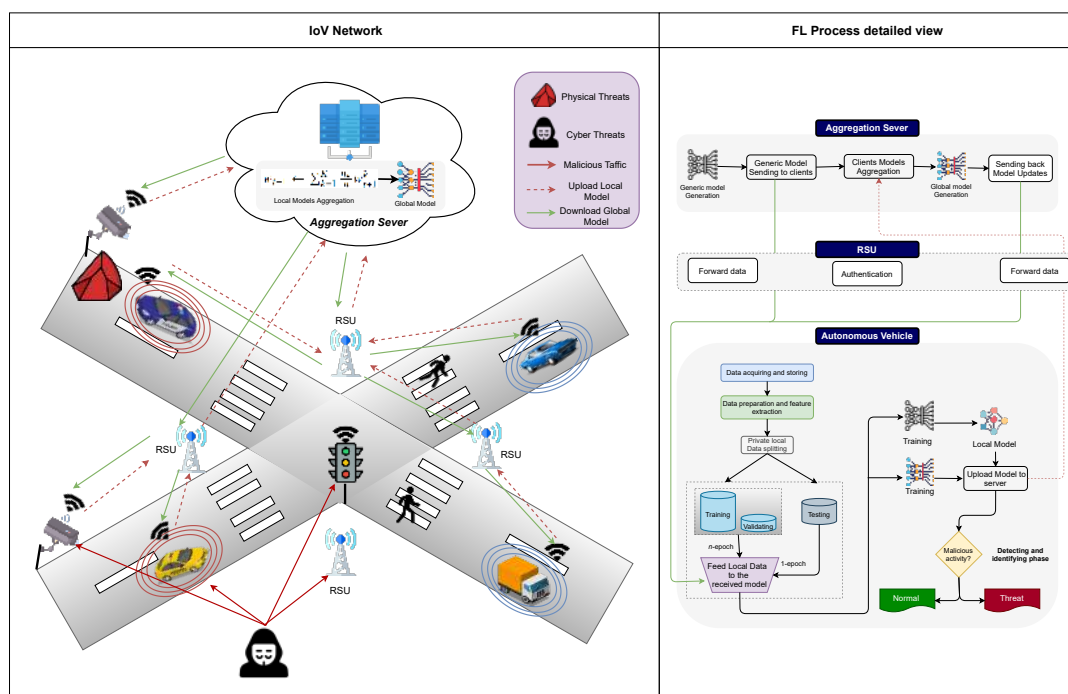 IoV Network
FL Process detailed view
Physical Threats
Cyber Threats
Malicious Taffic
Upload Local
Model
Download Global
Model
Local Models Aggregation
Global Model
Aggregation Sever
RSU
RSU
RSU
RSU
Aggregation Sever
Generic model
Generation
Generic Model
Sending to clients
Clients Models
Aggregation
Global model
Generation
Sending back
Model Updates
RSU
Forward data
Authentication
Forward data
Autonomous Vehicle
Data acquiring and storing
Data preparation and feature
extraction
Private local
Data splitting
Training
Validating
Testing
n-epoch
1-epoch
Feed Local Data
to the
received model
Training
Local Model
Training
Upload Model to
server
Malicious
activity?
Detecting and
identifying phase
Normal
Threat